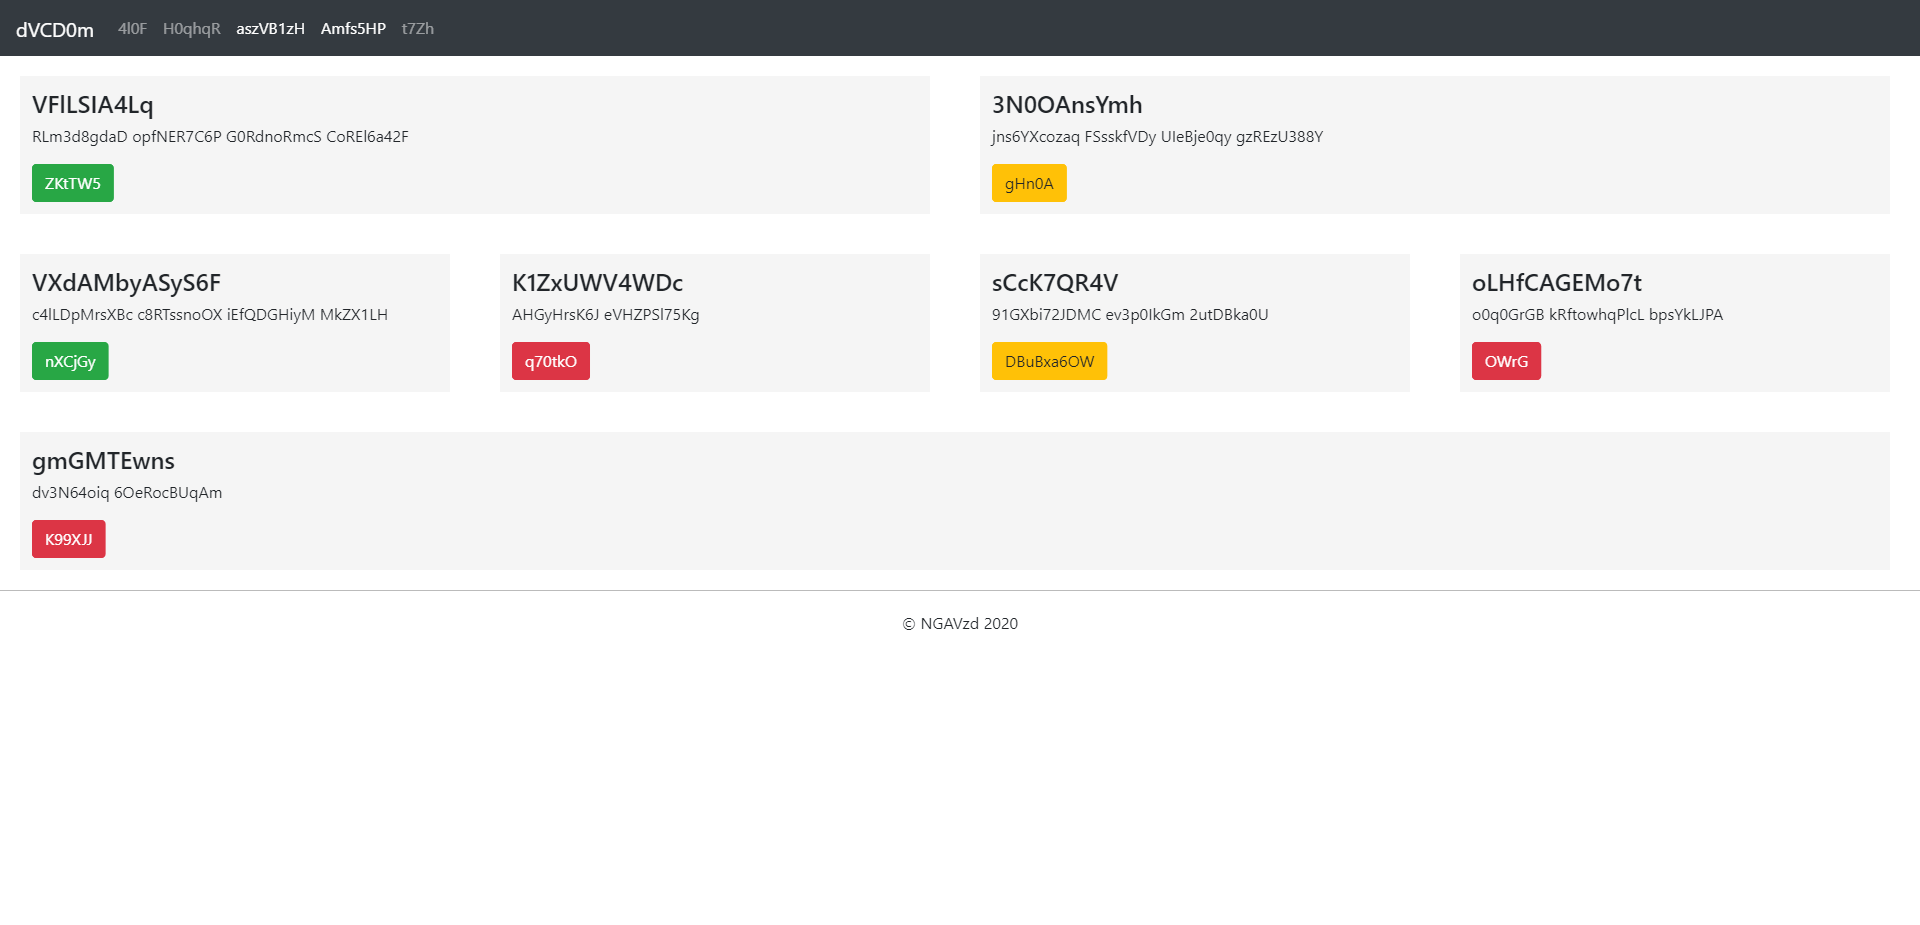 dVCD0m 4l0F H0qhqR aszVB1zH Amfs5HP t7Zh
VFlLSIA4Lq
RLm3d8gdaD opfNER7C6P G0RdnoRmcS CoREl6a42F
ZKtTW5
3N0OAnsYmh
jns6YXcozaq FSsskfVDy UIeBje0qy gzREzU388Y
gHn0A
VXdAMbyASyS6F
c4lLDpMrsXBc c8RTssnoOX iEfQDGHiyM MkZX1LH
nXCjGy
K1ZxUWV4WDc
AHGyHrsK6J eVHZPSl75Kg
q70tkO
sCcK7QR4V
91GXbi72JDMC ev3p0IkGm 2utDBka0U
DBuBxa6OW
oLHfCAGEMo7t
o0q0GrGB kRftowhqPlcL bpsYkLJPA
OWrG
gmGMTEwns
dv3N64oiq 6OeRocBUqAm
K99XJJ
© NGAVzd 2020